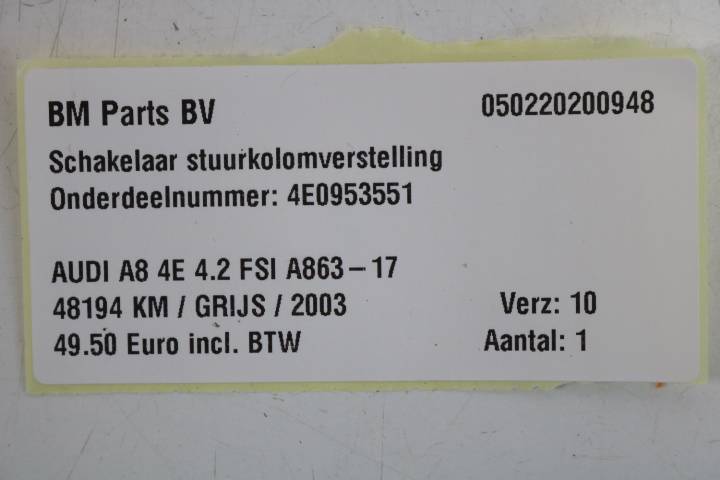 BM Parts BV 050220200948
Schakelaar stuurkolomverstelling
Onderdeelnummer: 4E0953551
AUDI A8 4E 4.2 FSI A863-17
48194 KM / GRIJS / 2003 Verz: 10
49.50 Euro incl. BTW Aantal: 1